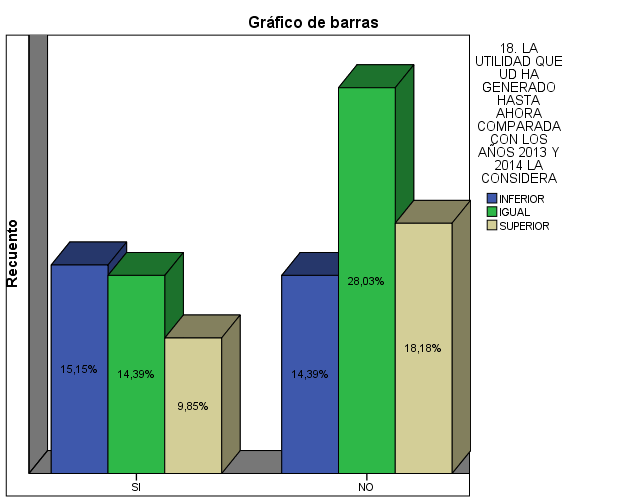 Gráfico de barras
18. LA
UTILIDAD QUE
UD HA
GENERADO
HASTA
AHORA
COMPARADA
CON LOS
AÑOS 2013 Y
2014 LA
CONSIDERA
INFERIOR
IGUAL
SUPERIOR
Recuento
15,15%
14,39%
9,85%
14,39%
28,03%
18,18%
SI
NO